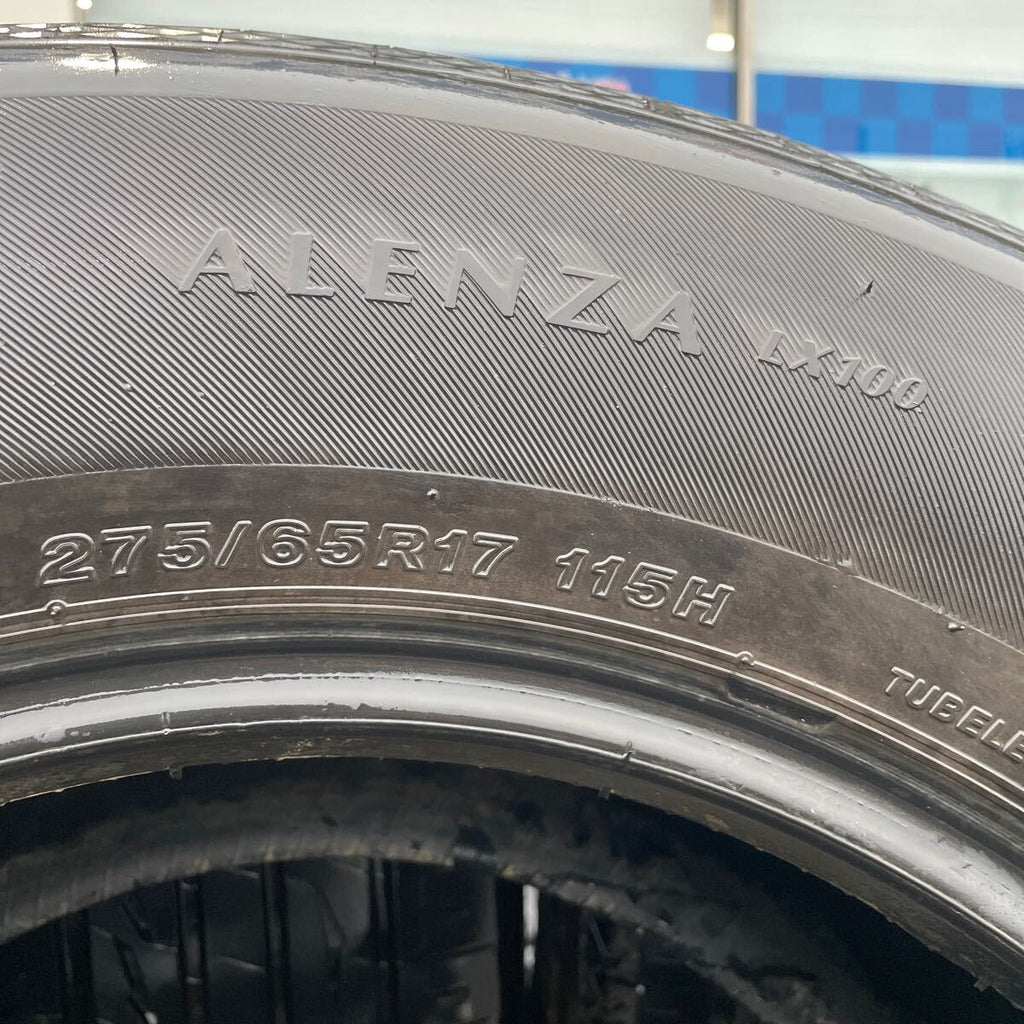 ALENZA LX100
275/65R17 115H
TUBELE